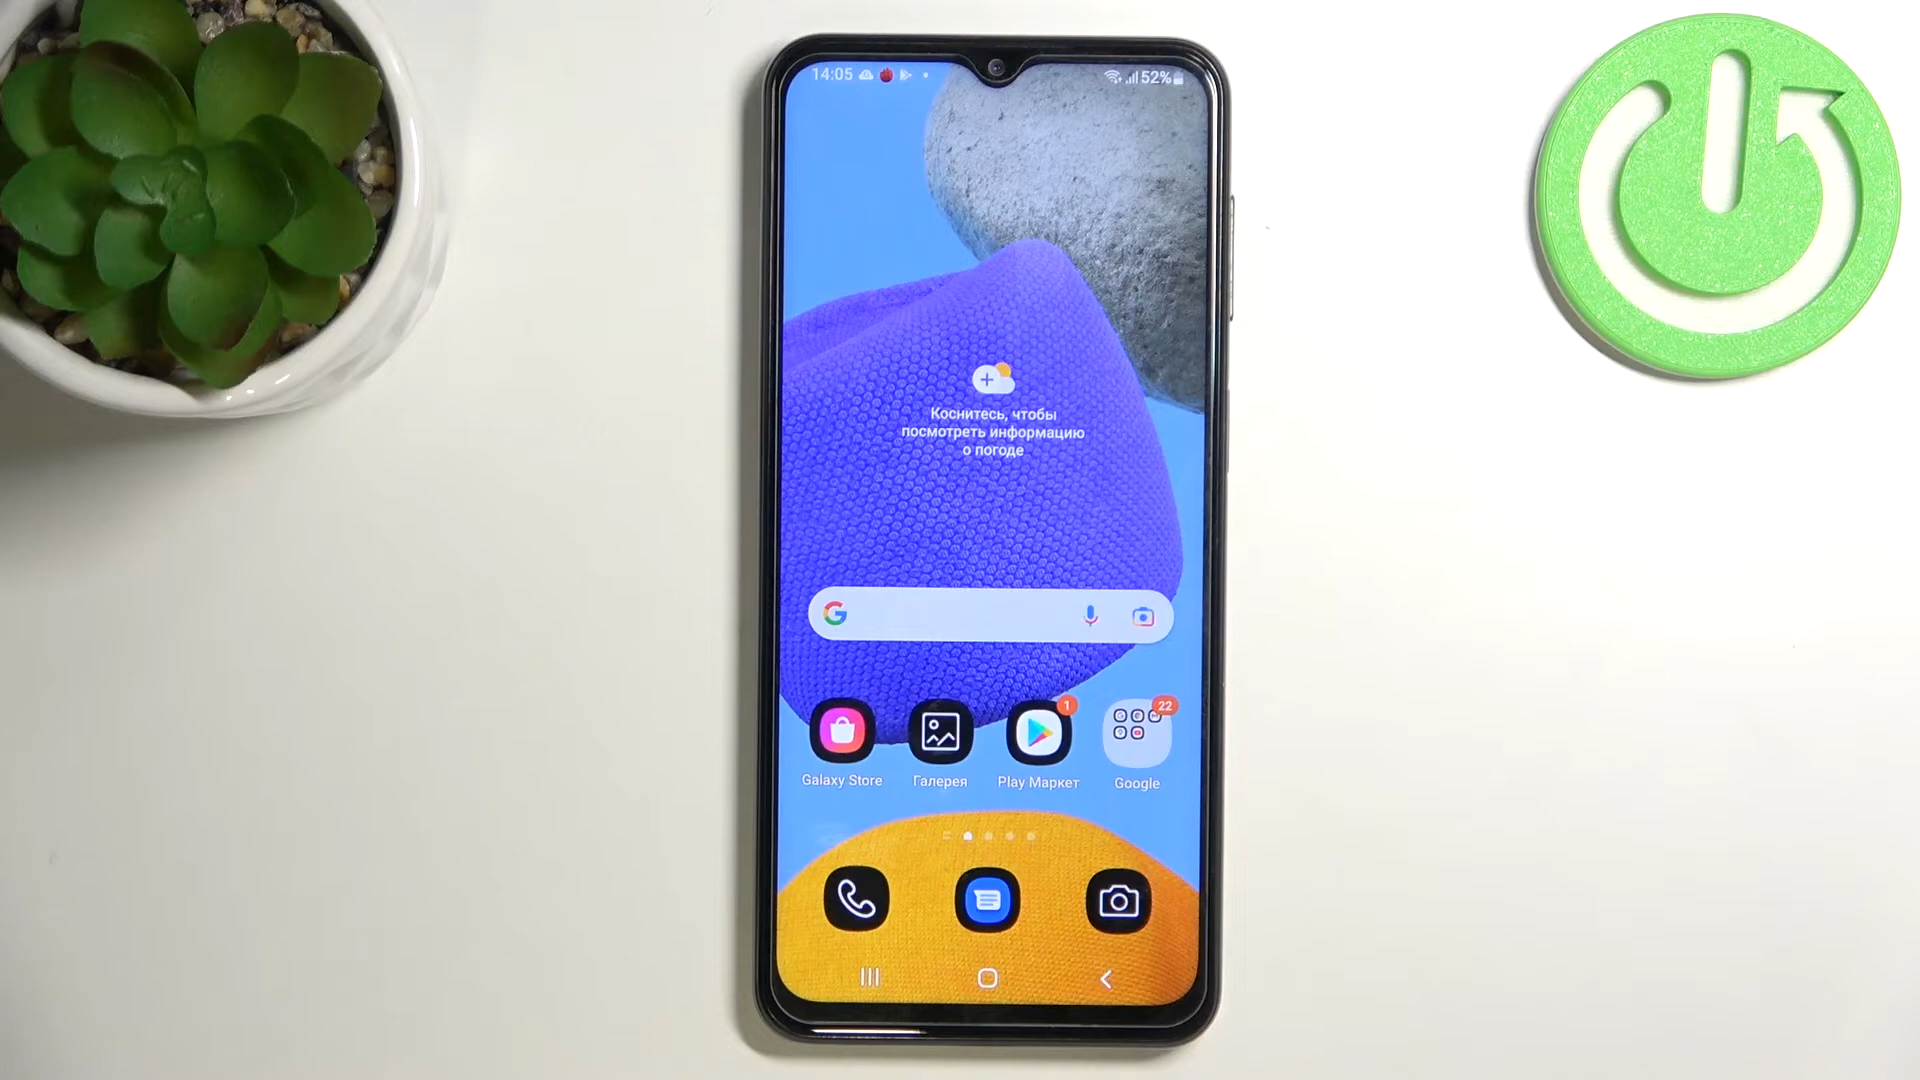 14:05
52%
Коснитесь, чтобы
посмотреть информацию
о погоде
G
1
22
Galaxy Store
Галерея
Play Маркет
Google